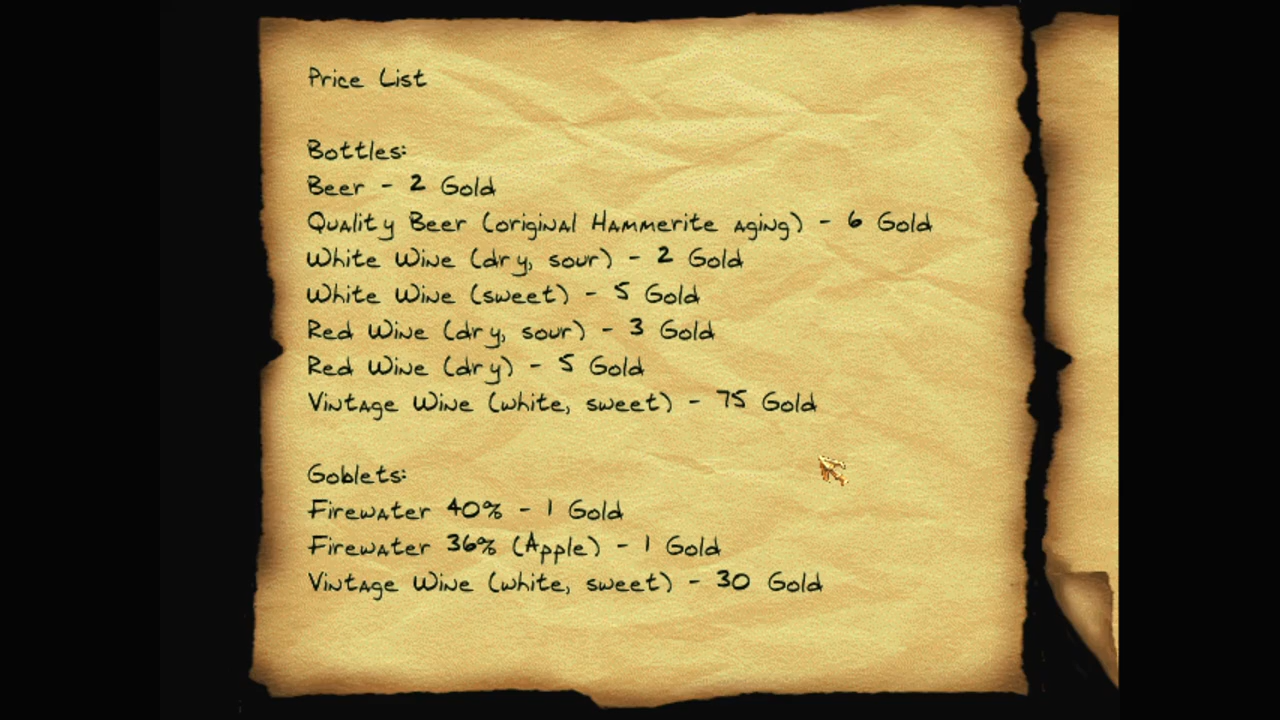 Price List
Bottles:
Beer - 2 Gold
Quality Beer (original Hammerite aging) - 6 Gold
White Wine (dry, sour) - 2 Gold
White Wine (sweet) - 5 Gold
Red Wine (dry, sour) - 3 Gold
Red Wine (dry) - 5 Gold
Vintage Wine (white, sweet) - 75 Gold
Goblets:
Firewater 40% - 1 Gold
Firewater 36% (Apple) - 1 Gold
Vintage Wine (white, sweet) - 30 Gold